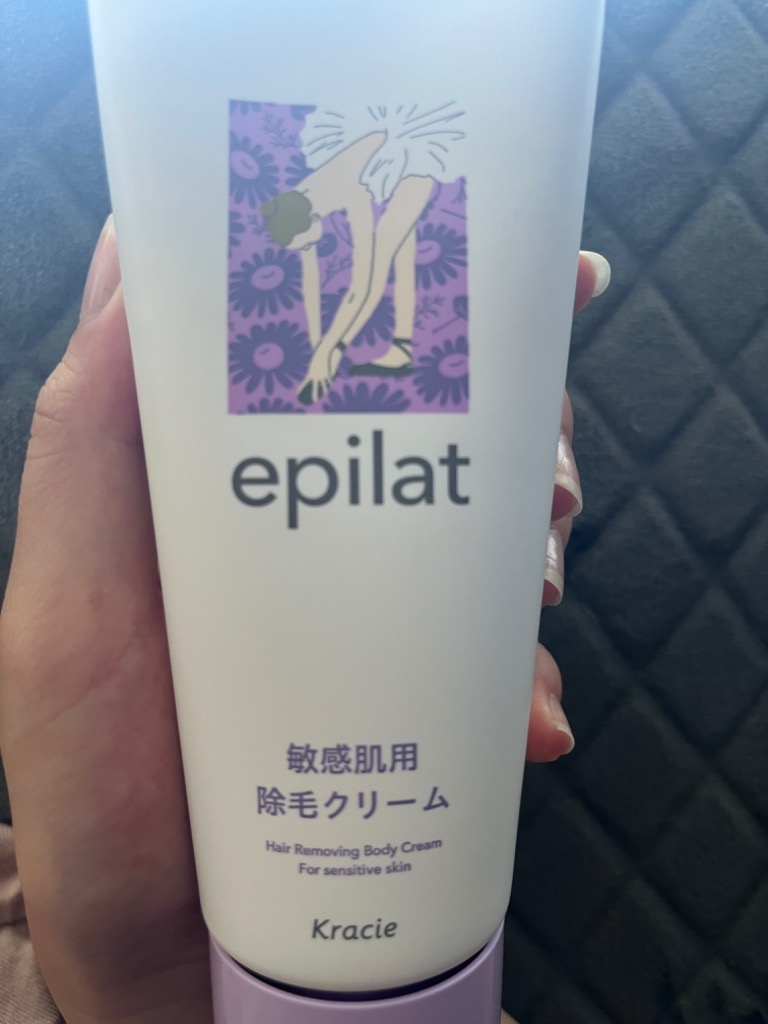 epilat
敏感肌用
除毛クリーム
Hair Removing Body Cream
For sensitive skin
Kracie